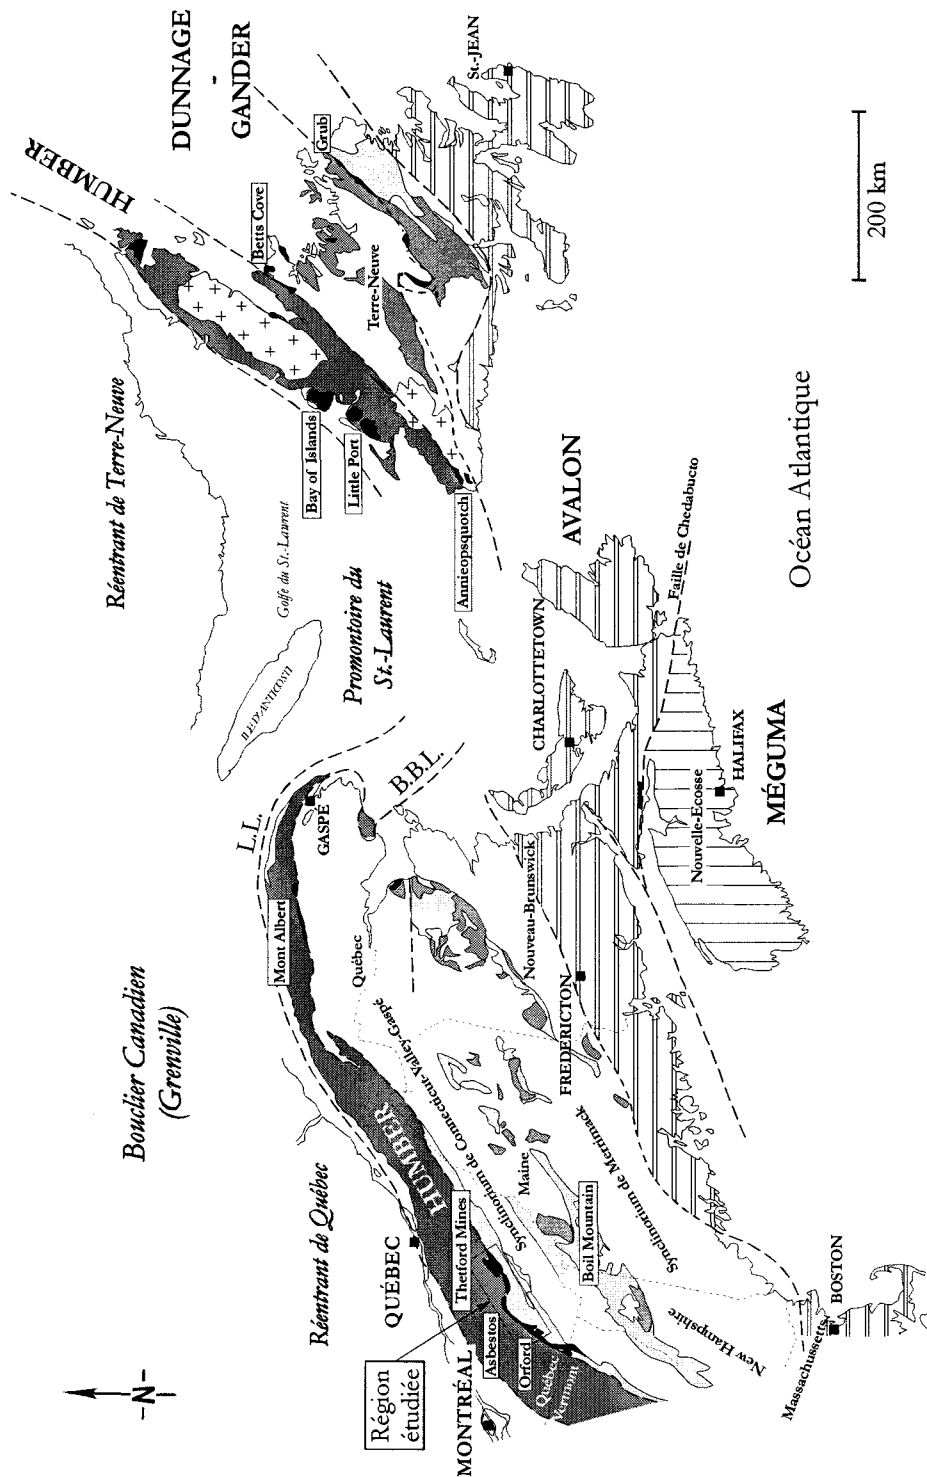 -N-
Bouclier Canadien
(Grenville)
Réentrant de Québec
Réentrant de Terre-Neuve
HUMBER
DUNNAGE
-
GANDER
Golfe du St.-Laurent
ILE D'ANTICOSTI
Promontoire du
St.-Laurent
Betts Cove
Grub
Terre-Neuve
Bay of Islands
Little Port
Annieopsquotch
St.-JEAN
L.L.
B.B.L.
Mont Albert
GASPÉ
Québec
HUMBER
QUÉBEC
Région
étudiée
MONTRÉAL
Thetford Mines
Asbestos
Orford
Québec
Vermont
Synclinorium de Connecticut-Valley-Gaspé
Maine
Boil Mountain
Synclinorium de Merrimack
New Hampshire
Massachussetts
BOSTON
Nouveau-Brunswick
FREDERICTON
CHARLOTTETOWN
AVALON
Faille de Chedabucto
Nouvelle-Ecosse
HALIFAX
MÉGUMA
Océan Atlantique
200 km